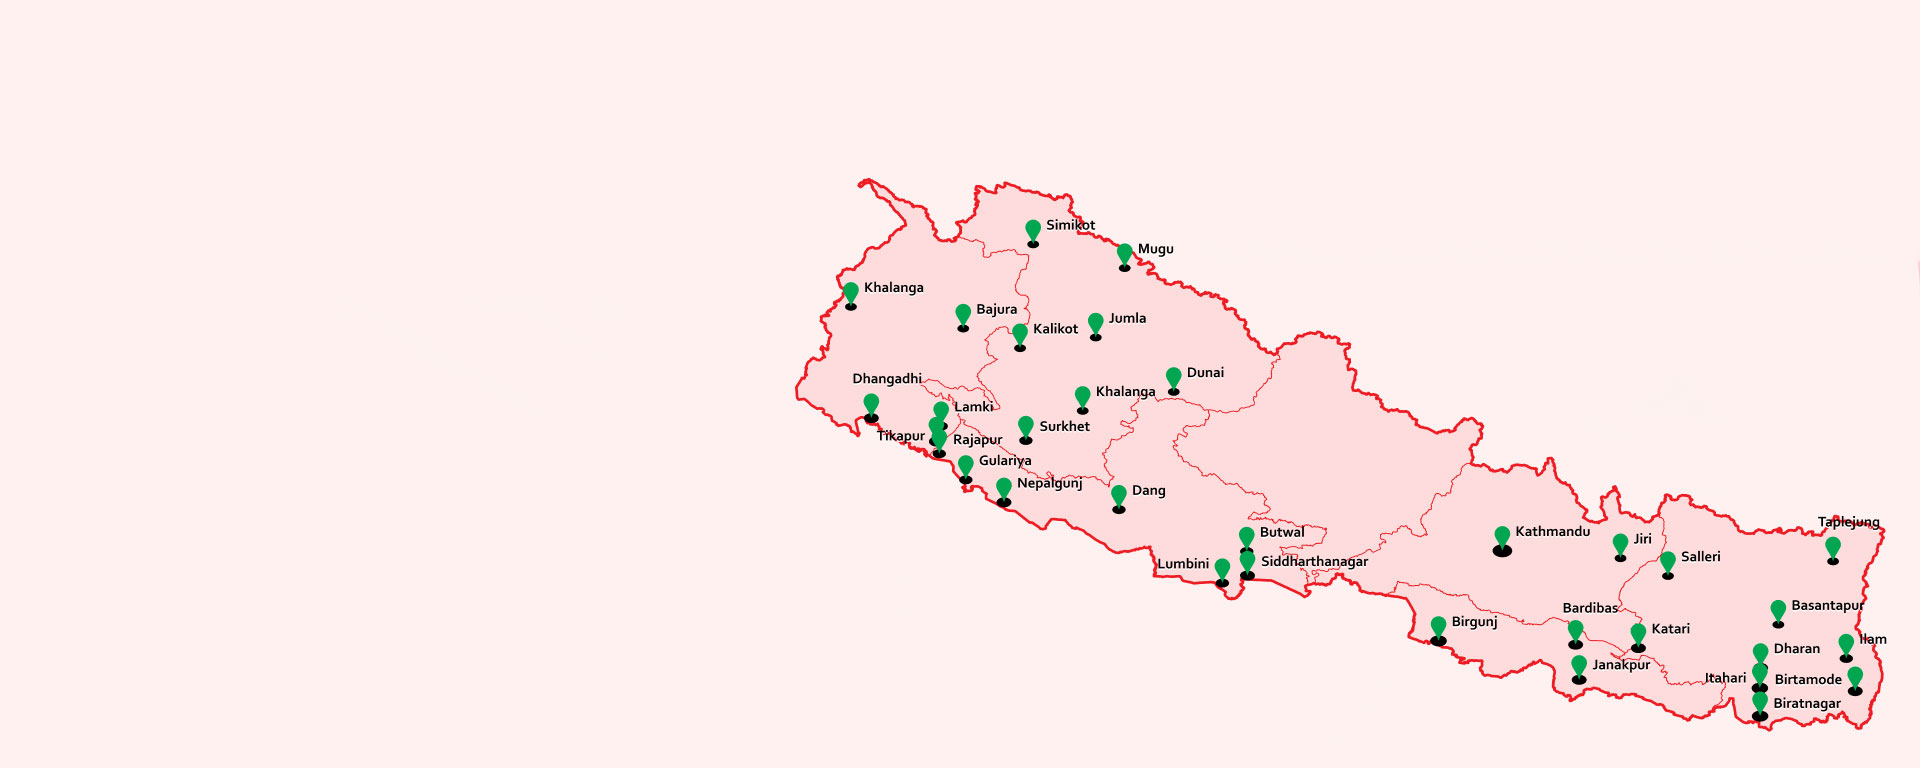 Simikot
Mugu
Khalanga
Bajura
Jumla
Kalikot
Dunai
Dhangadhi
Khalanga
Lamki
Surkhet
Tikapur
Rajapur
Gulariya
Nepalgunj
Dang
Taplejung
Kathmandu
Butwal
Jiri
Salleri
Siddharthanagar
Lumbini
Basantapur
Bardibas
Birgunj
Katari
Ilam
Dharan
Janakpur
Itahari
Birtamode
Biratnagar